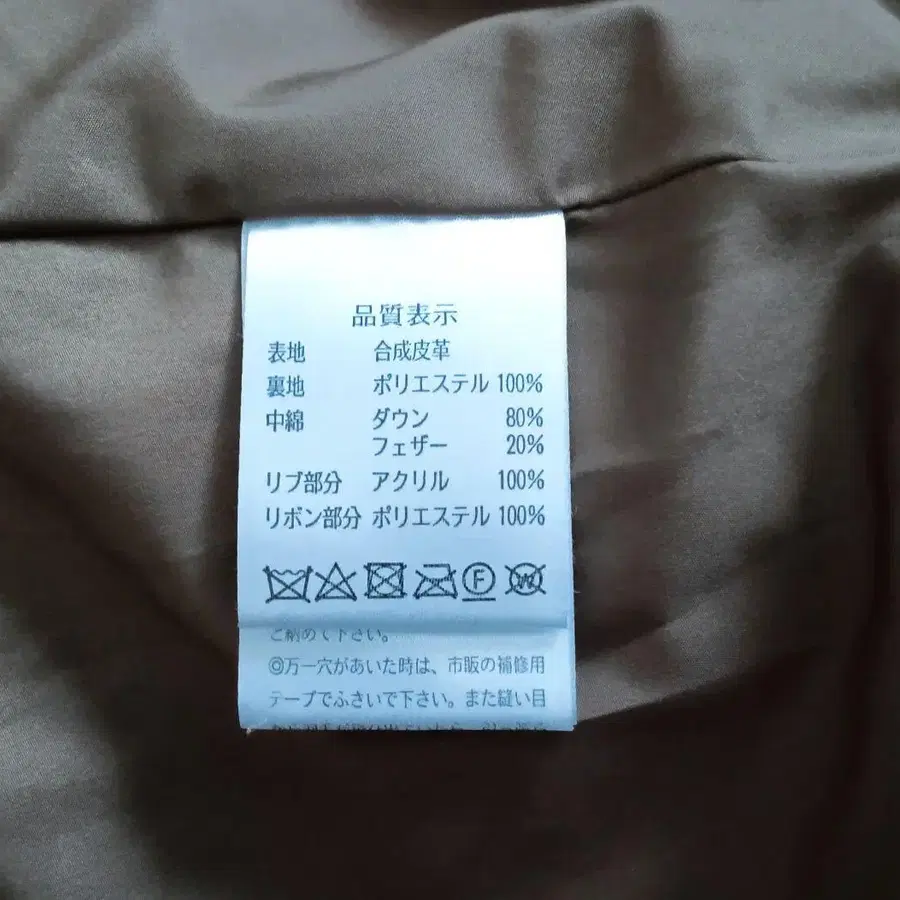 品質表示
表地 合成皮革
裏地 ポリエステル 100%
中綿 ダウン 80%
フェザー 20%
リブ部分 アクリル 100%
リボン部分 ポリエステル 100%
F W
ご納め下さい。
◎万一穴があいた時は、市販の補修用
テープでふさいで下さい。また縫い目